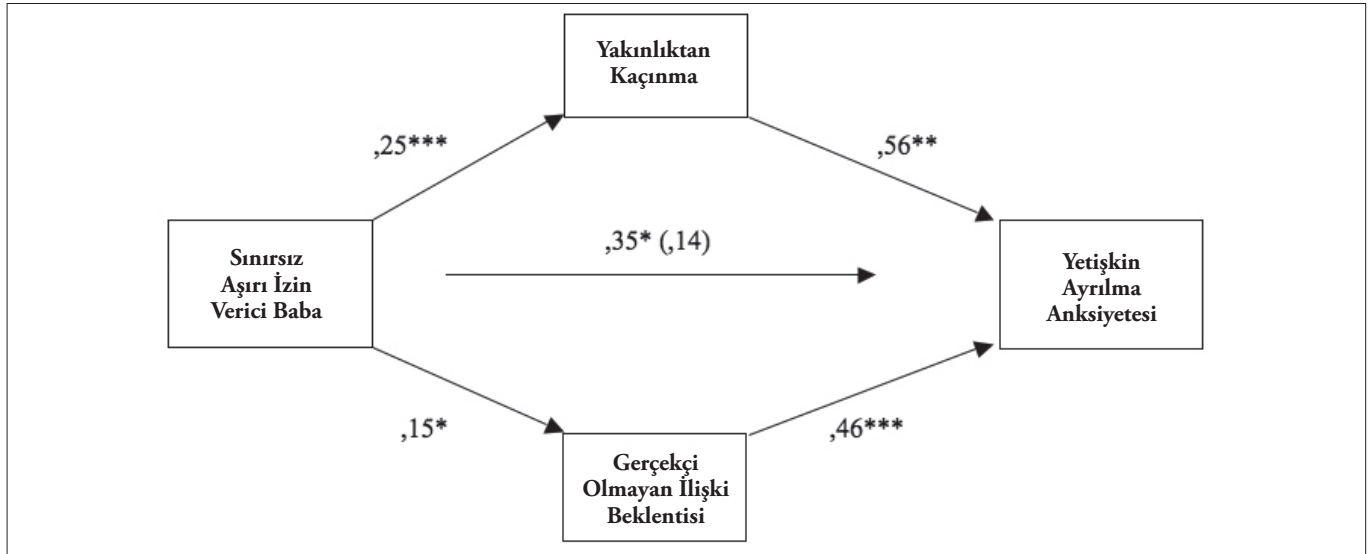 Yakınlıktan
Kaçınma
,25***
,56**
Sınırsız
Aşırı İzin
Verici Baba
,35* (,14)
Yetişkin
Ayrılma
Anksiyetesi
,15*
,46***
Gerçekçi
Olmayan İlişki
Beklentisi